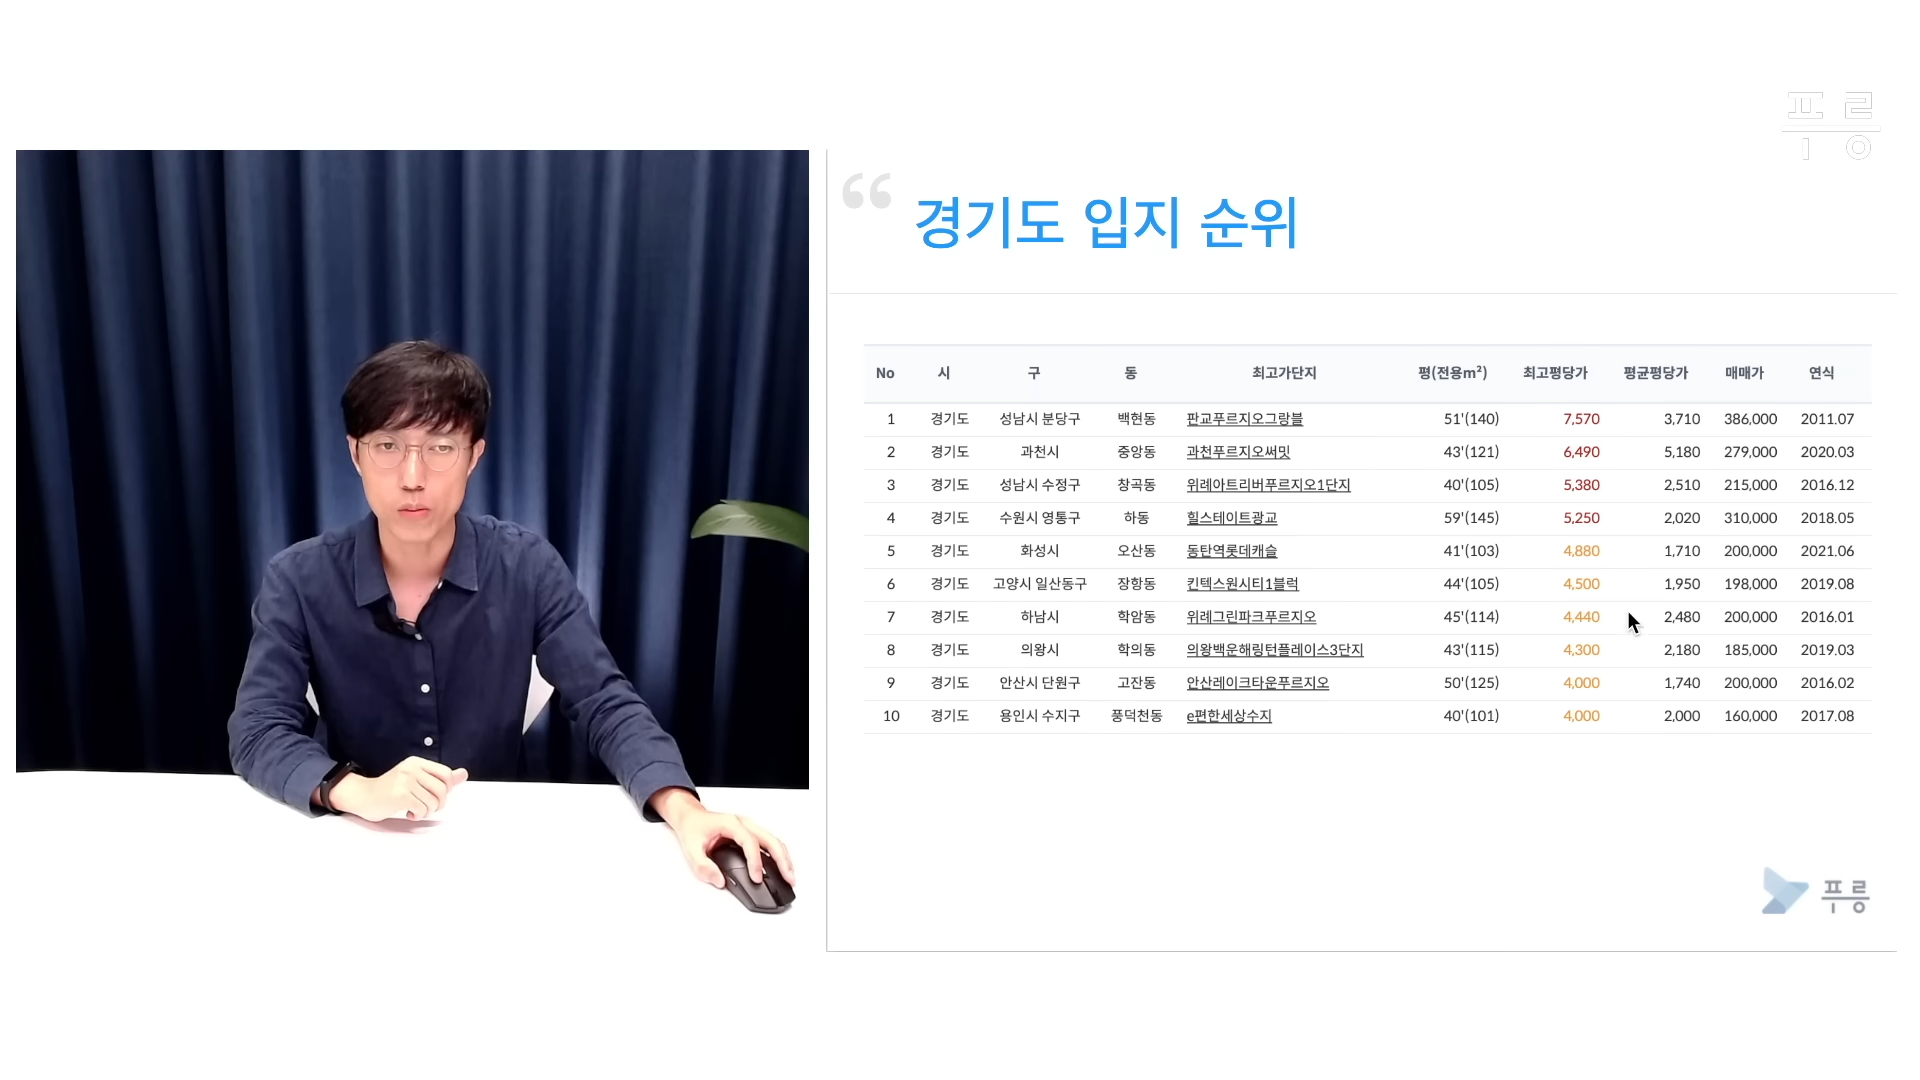 푸릉
“ 경기도 입지 순위
No 시 구 동 최고가단지 평(전용m²) 최고평당가 평균평당가 매매가 연식
1 경기도 성남시 분당구 백현동 판교푸르지오그랑블 51'(140) 7,570 3,710 386,000 2011.07
2 경기도 과천시 중앙동 과천푸르지오써밋 43'(121) 6,490 5,180 279,000 2020.03
3 경기도 성남시 수정구 창곡동 위례아트리버푸르지오1단지 40'(105) 5,380 2,510 215,000 2016.12
4 경기도 수원시 영통구 하동 힐스테이트광교 59'(145) 5,250 2,020 310,000 2018.05
5 경기도 화성시 오산동 동탄역롯데캐슬 41'(103) 4,880 1,710 200,000 2021.06
6 경기도 고양시 일산동구 장항동 킨텍스원시티1블럭 44'(105) 4,500 1,950 198,000 2019.08
7 경기도 하남시 학암동 위례그린파크푸르지오 45'(114) 4,440 2,480 200,000 2016.01
8 경기도 의왕시 학의동 의왕백운해링턴플레이스3단지 43'(115) 4,300 2,180 185,000 2019.03
9 경기도 안산시 단원구 고잔동 안산레이크타운푸르지오 50'(125) 4,000 1,740 200,000 2016.02
10 경기도 용인시 수지구 풍덕천동 e편한세상수지 40'(101) 4,000 2,000 160,000 2017.08
푸릉